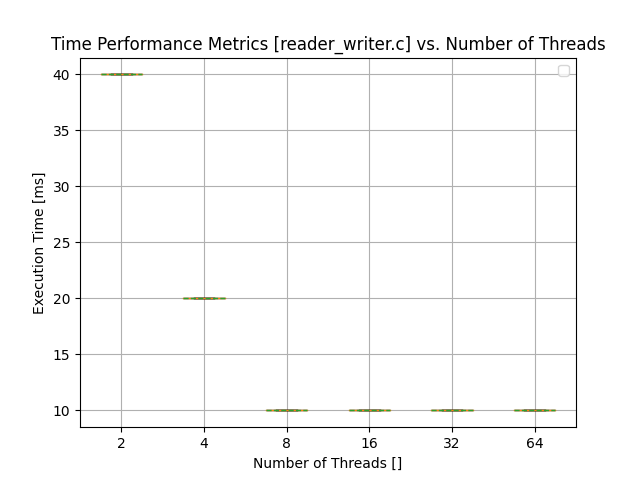 Time Performance Metrics [reader_writer.c] vs. Number of Threads
40
35
30
25
20
15
10
Execution Time [ms]
2 4 8 16 32 64
Number of Threads []